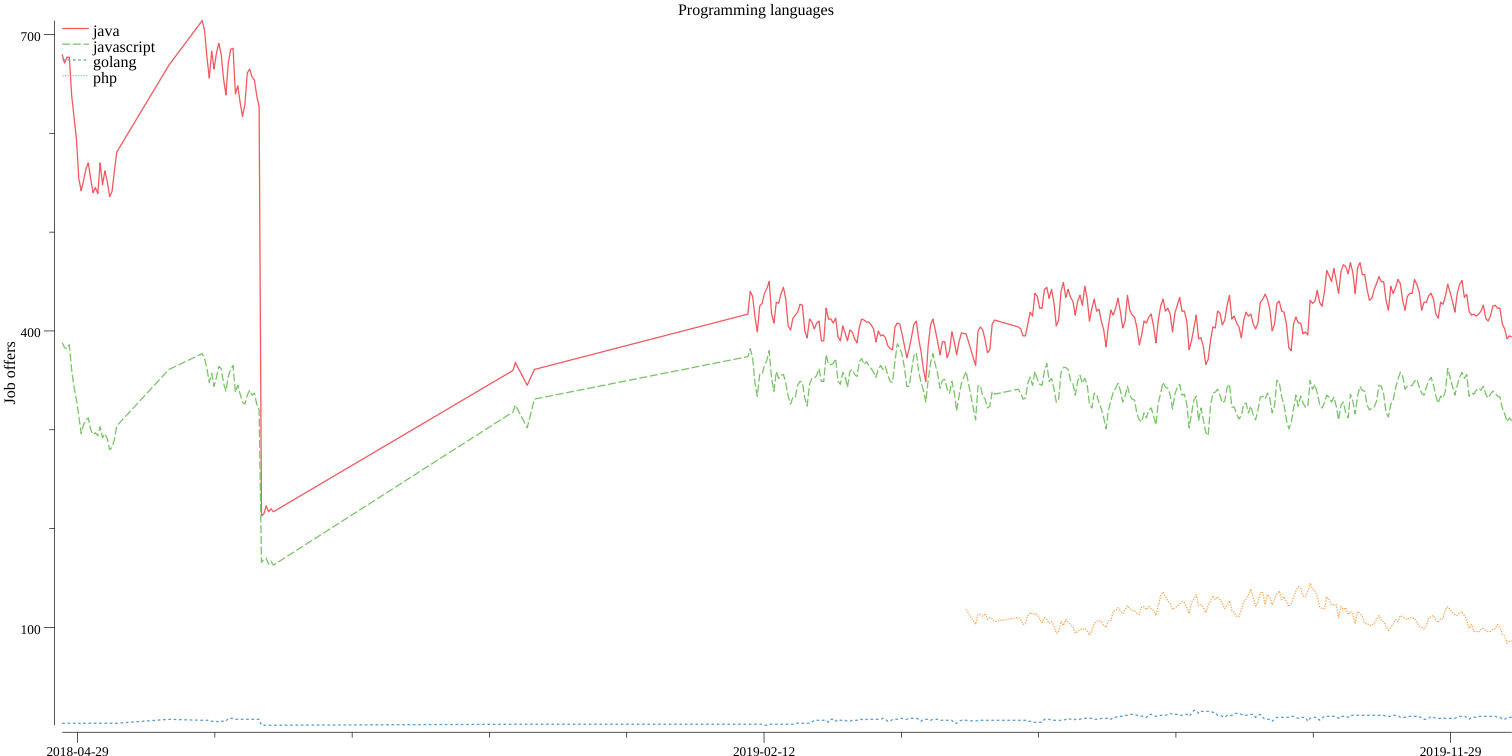 Programming languages
700
java
javascript
golang
php
400
Job offers
100
2018-04-29
2019-02-12
2019-11-29